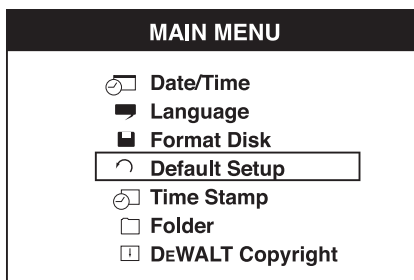 MAIN MENU
Date/Time
Language
Format Disk
Default Setup
Time Stamp
Folder
DEWALT Copyright